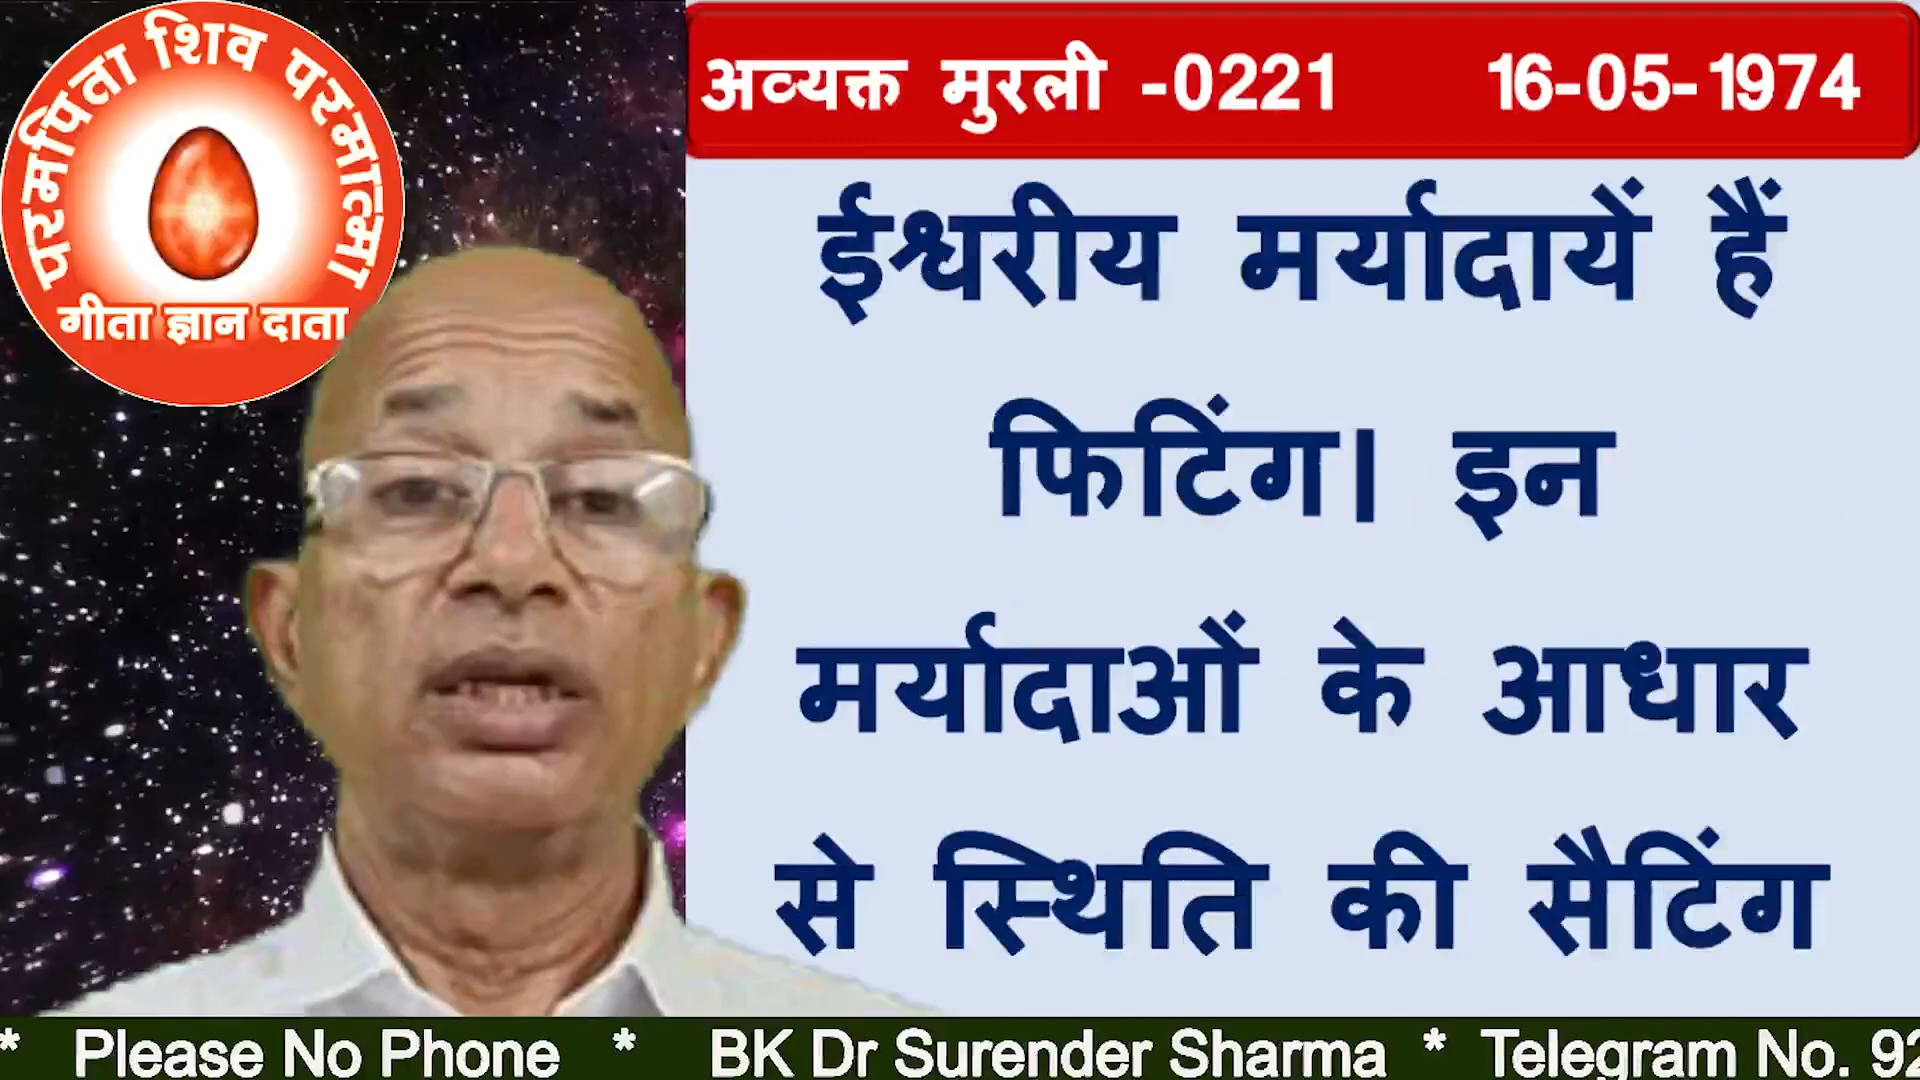 परमपिता शिव परमात्मा
गीता ज्ञान दाता
अव्यक्त मुरली -0221 16-05-1974
ईश्वरीय मर्यादायें हैं
फिटिंग। इन
मर्यादाओं के आधार
से स्थिति की सैटिंग
* Please No Phone * BK Dr Surender Sharma * Telegram No. 92